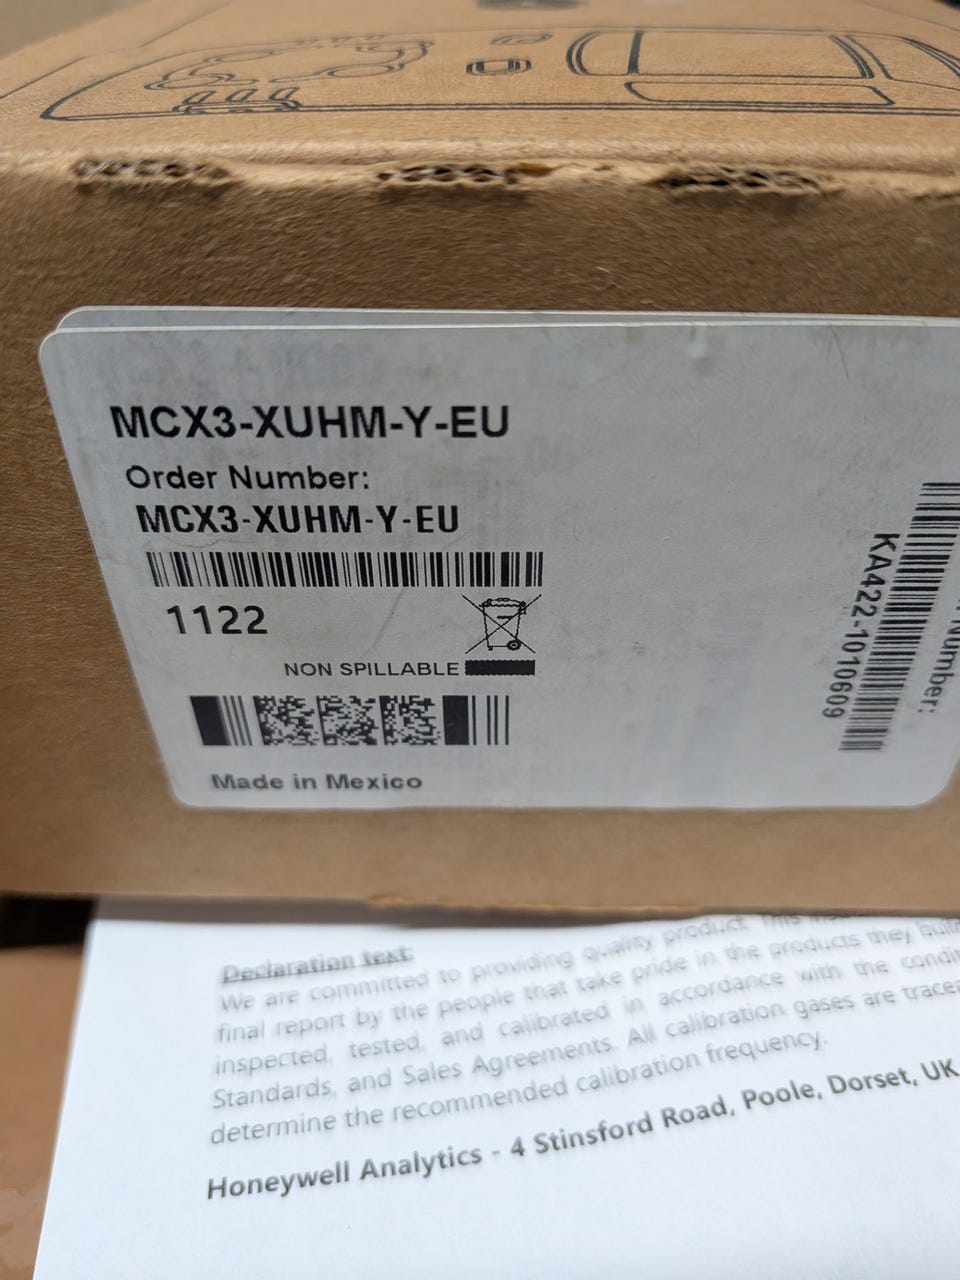 MCX3-XUHM-Y-EU
Order Number:
MCX3-XUHM-Y-EU
1122
NON SPILLABLE
Made in Mexico
Number:
KA422-1010609
Declaration text:
We are committed to providing quality product. This
final report by the people that take pride in the products they build
inspected, tested, and calibrated in accordance with the
Standards, and Sales Agreements. All calibration gases are
determine the recommended calibration frequency.
Honeywell Analytics - 4 Stinsford Road, Poole, Dorset, UK